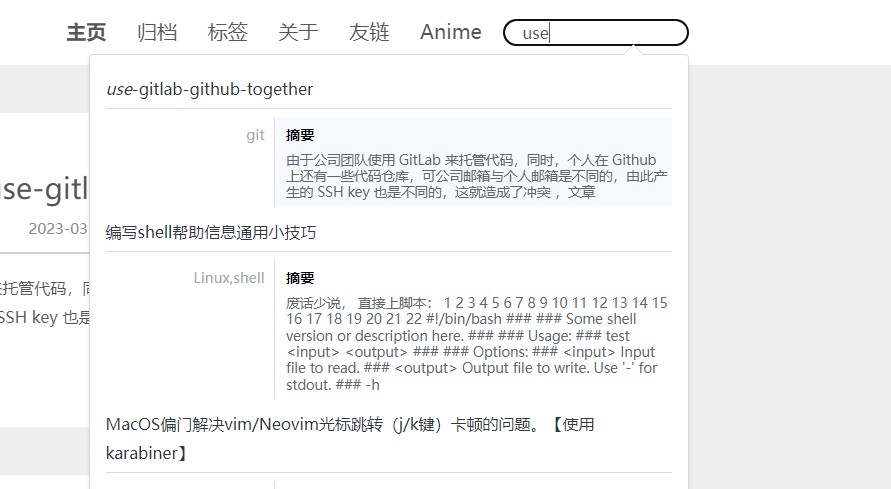 主页 归档 标签 关于 友链 Anime use
use-gitlab-github-together
git
摘要
由于公司团队使用 GitLab 来托管代码，同时，个人在 Github
上还有一些代码仓库，可公司邮箱与个人邮箱是不同的，由此产
生的 SSH key 也是不同的，这就造成了冲突 ，文章
use-gitl
2023-03
托管代码，同
SSH key 也是
编写shell帮助信息通用小技巧
Linux,shell
摘要
废话少说， 直接上脚本： 1 2 3 4 5 6 7 8 9 10 11 12 13 14 15
16 17 18 19 20 21 22 #!/bin/bash ### ### Some shell
version or description here. ### ### Usage: ### test
<input> <output> ### ### Options: ### <input> Input
file to read. ### <output> Output file to write. Use '-' for
stdout. ### -h
MacOS偏门解决vim/Neovim光标跳转（j/k键）卡顿的问题。【使用
karabiner】